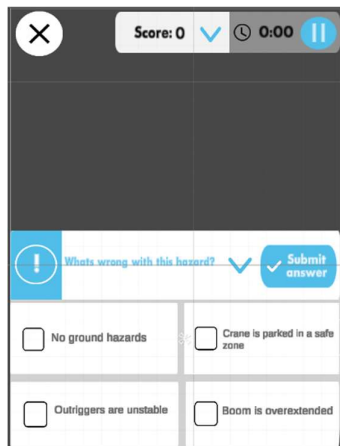 Score: 0
0:00
Whats wrong with this hazard?
Submit
answer
No ground hazards
Crane is parked in a safe
zone
Outriggers are unstable
Boom is overextended